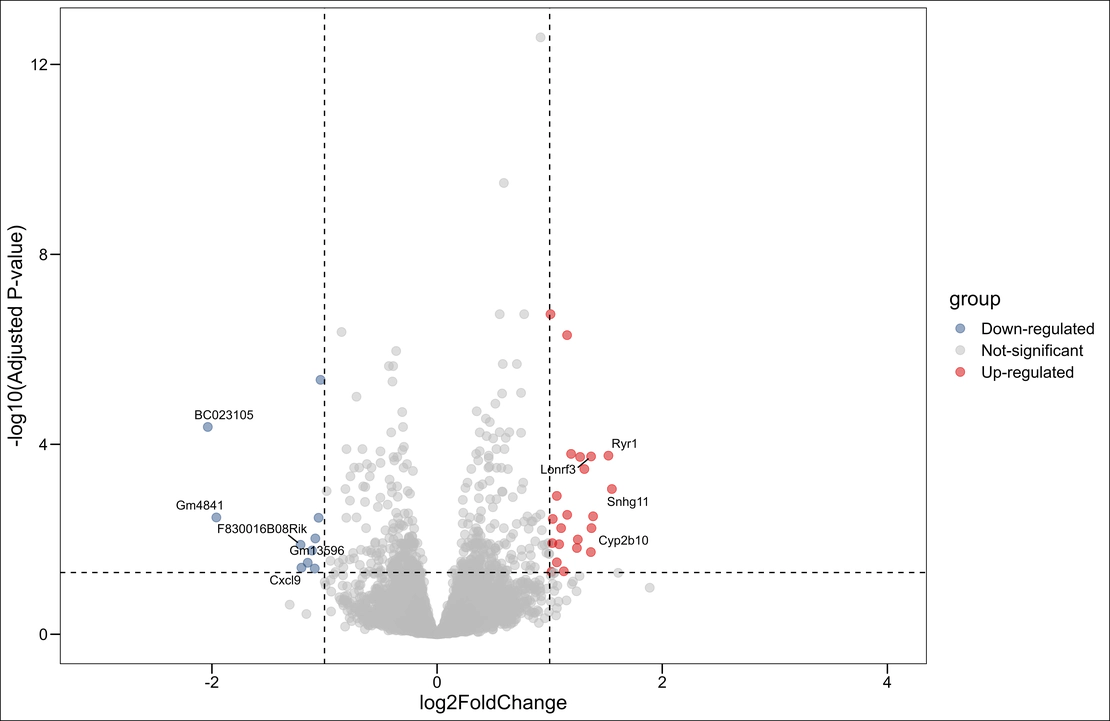 12
8
4
0
-log10(Adjusted P-value)
BC023105
Gm4841
F830016B08Rik
Gm13596
Cxcl9
Ryr1
Lonrf3
Snhg11
Cyp2b10
-2
0
2
4
log2FoldChange
group
Down-regulated
Not-significant
Up-regulated